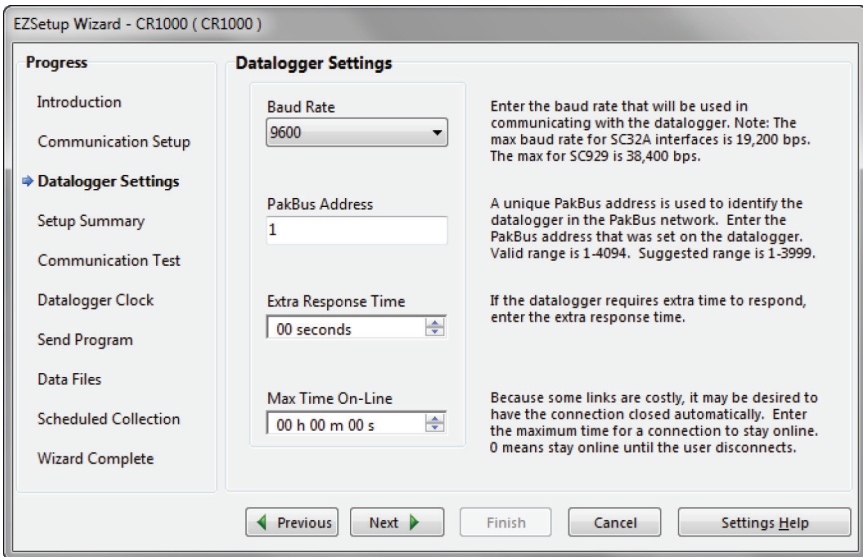 EZSetup Wizard - CR1000 ( CR1000 )
Progress
Introduction
Communication Setup
Datalogger Settings
Setup Summary
Communication Test
Datalogger Clock
Send Program
Data Files
Scheduled Collection
Wizard Complete
Datalogger Settings
Baud Rate
9600
Enter the baud rate that will be used in
communicating with the datalogger. Note: The
max baud rate for SC32A interfaces is 19,200 bps.
The max for SC929 is 38,400 bps.
PakBus Address
1
A unique PakBus address is used to identify the
datalogger in the PakBus network. Enter the
PakBus address that was set on the datalogger.
Valid range is 1-4094. Suggested range is 1-3999.
Extra Response Time
00 seconds
If the datalogger requires extra time to respond,
enter the extra response time.
Max Time On-Line
00 h 00 m 00 s
Because some links are costly, it may be desired to
have the connection closed automatically. Enter
the maximum time for a connection to stay online.
0 means stay online until the user disconnects.
Previous
Next
Finish
Cancel
Settings Help